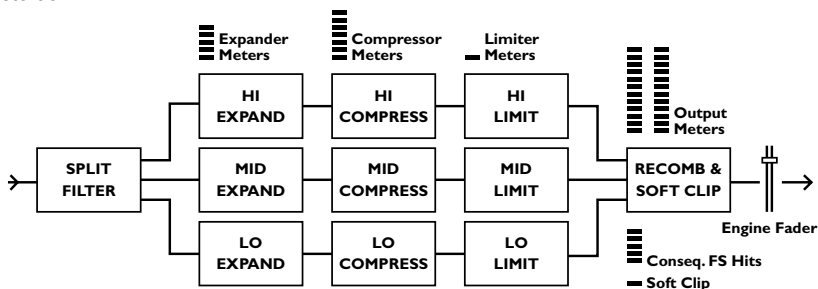 Expander
Meters
Compressor
Meters
Limiter
Meters
HI
EXPAND
HI
COMPRESS
HI
LIMIT
Output
Meters
SPLIT
FILTER
MID
EXPAND
MID
COMPRESS
MID
LIMIT
RECOMB &
SOFT CLIP
Engine Fader
LO
EXPAND
LO
COMPRESS
LO
LIMIT
Conseq. FS Hits
Soft Clip